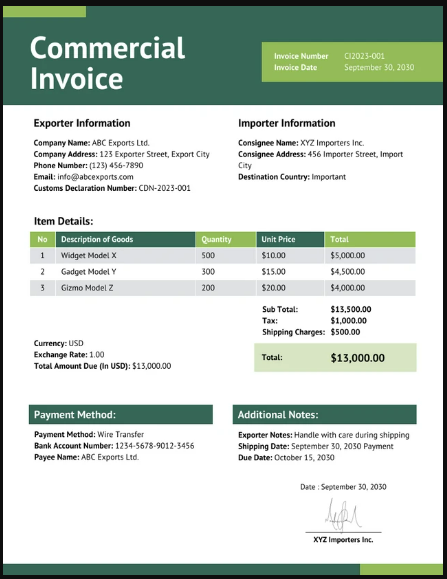 Commercial
Invoice
Invoice Number CI2023-001
Invoice Date September 30, 2030
Exporter Information
Company Name: ABC Exports Ltd.
Company Address: 123 Exporter Street, Export City
Phone Number: (123) 456-7890
Email: info@abcexports.com
Customs Declaration Number: CDN-2023-001
Importer Information
Consignee Name: XYZ Importers Inc.
Consignee Address: 456 Importer Street, Import
City
Destination Country: Important
Item Details:
No Description of Goods Quantity Unit Price Total
1 Widget Model X 500 $10.00 $5,000.00
2 Gadget Model Y 300 $15.00 $4,500.00
3 Gizmo Model Z 200 $20.00 $4,000.00
Sub Total: $13,500.00
Tax: $1,000.00
Shipping Charges: $500.00
Currency: USD
Exchange Rate: 1.00
Total Amount Due (In USD): $13,000.00
Total: $13,000.00
Payment Method:
Payment Method: Wire Transfer
Bank Account Number: 1234-5678-9012-3456
Payee Name: ABC Exports Ltd.
Additional Notes:
Exporter Notes: Handle with care during shipping
Shipping Date: September 30, 2030 Payment
Due Date: October 15, 2030
Date : September 30, 2030
XYZ Importers Inc.